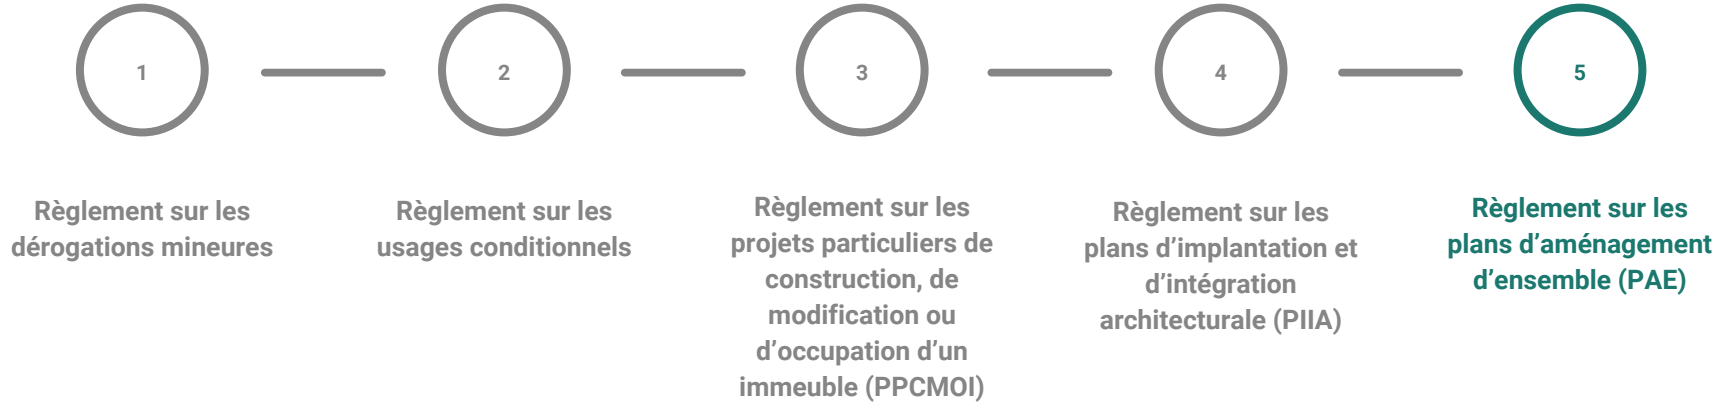 1
Règlement sur les
dérogations mineures
2
Règlement sur les
usages conditionnels
3
Règlement sur les
projets particuliers de
construction, de
modification ou
d’occupation d’un
immeuble (PPCMOI)
4
Règlement sur les
plans d’implantation et
d’intégration
architecturale (PIIA)
5
Règlement sur les
plans d’aménagement
d’ensemble (PAE)